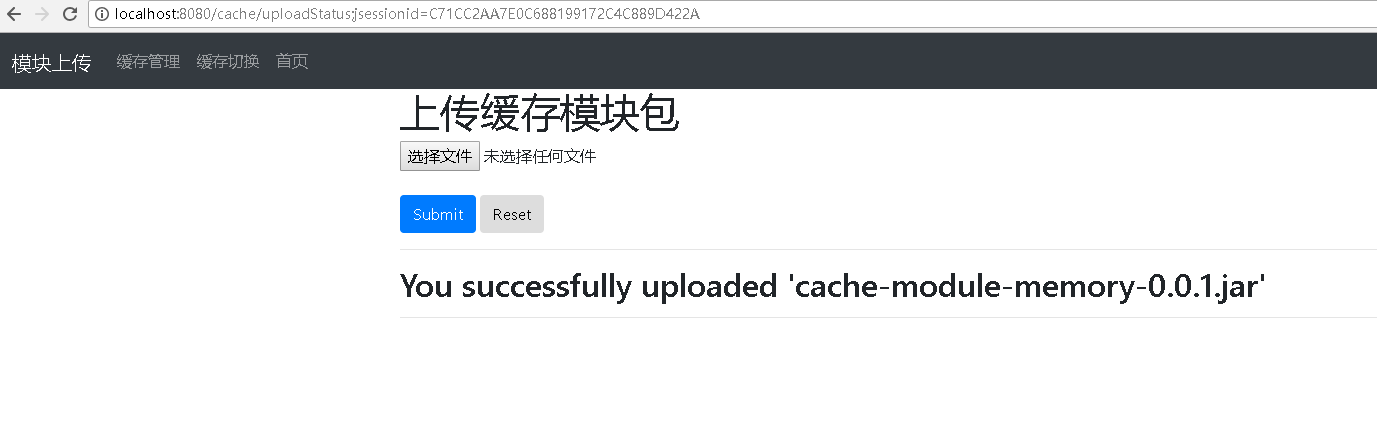 localhost:8080/cache/uploadStatus;jsessionid=C71CC2AA7E0C688199172C4C889D422A
模块上传 缓存管理 缓存切换 首页
上传缓存模块包
选择文件 未选择任何文件
Submit Reset
You successfully uploaded 'cache-module-memory-0.0.1.jar'